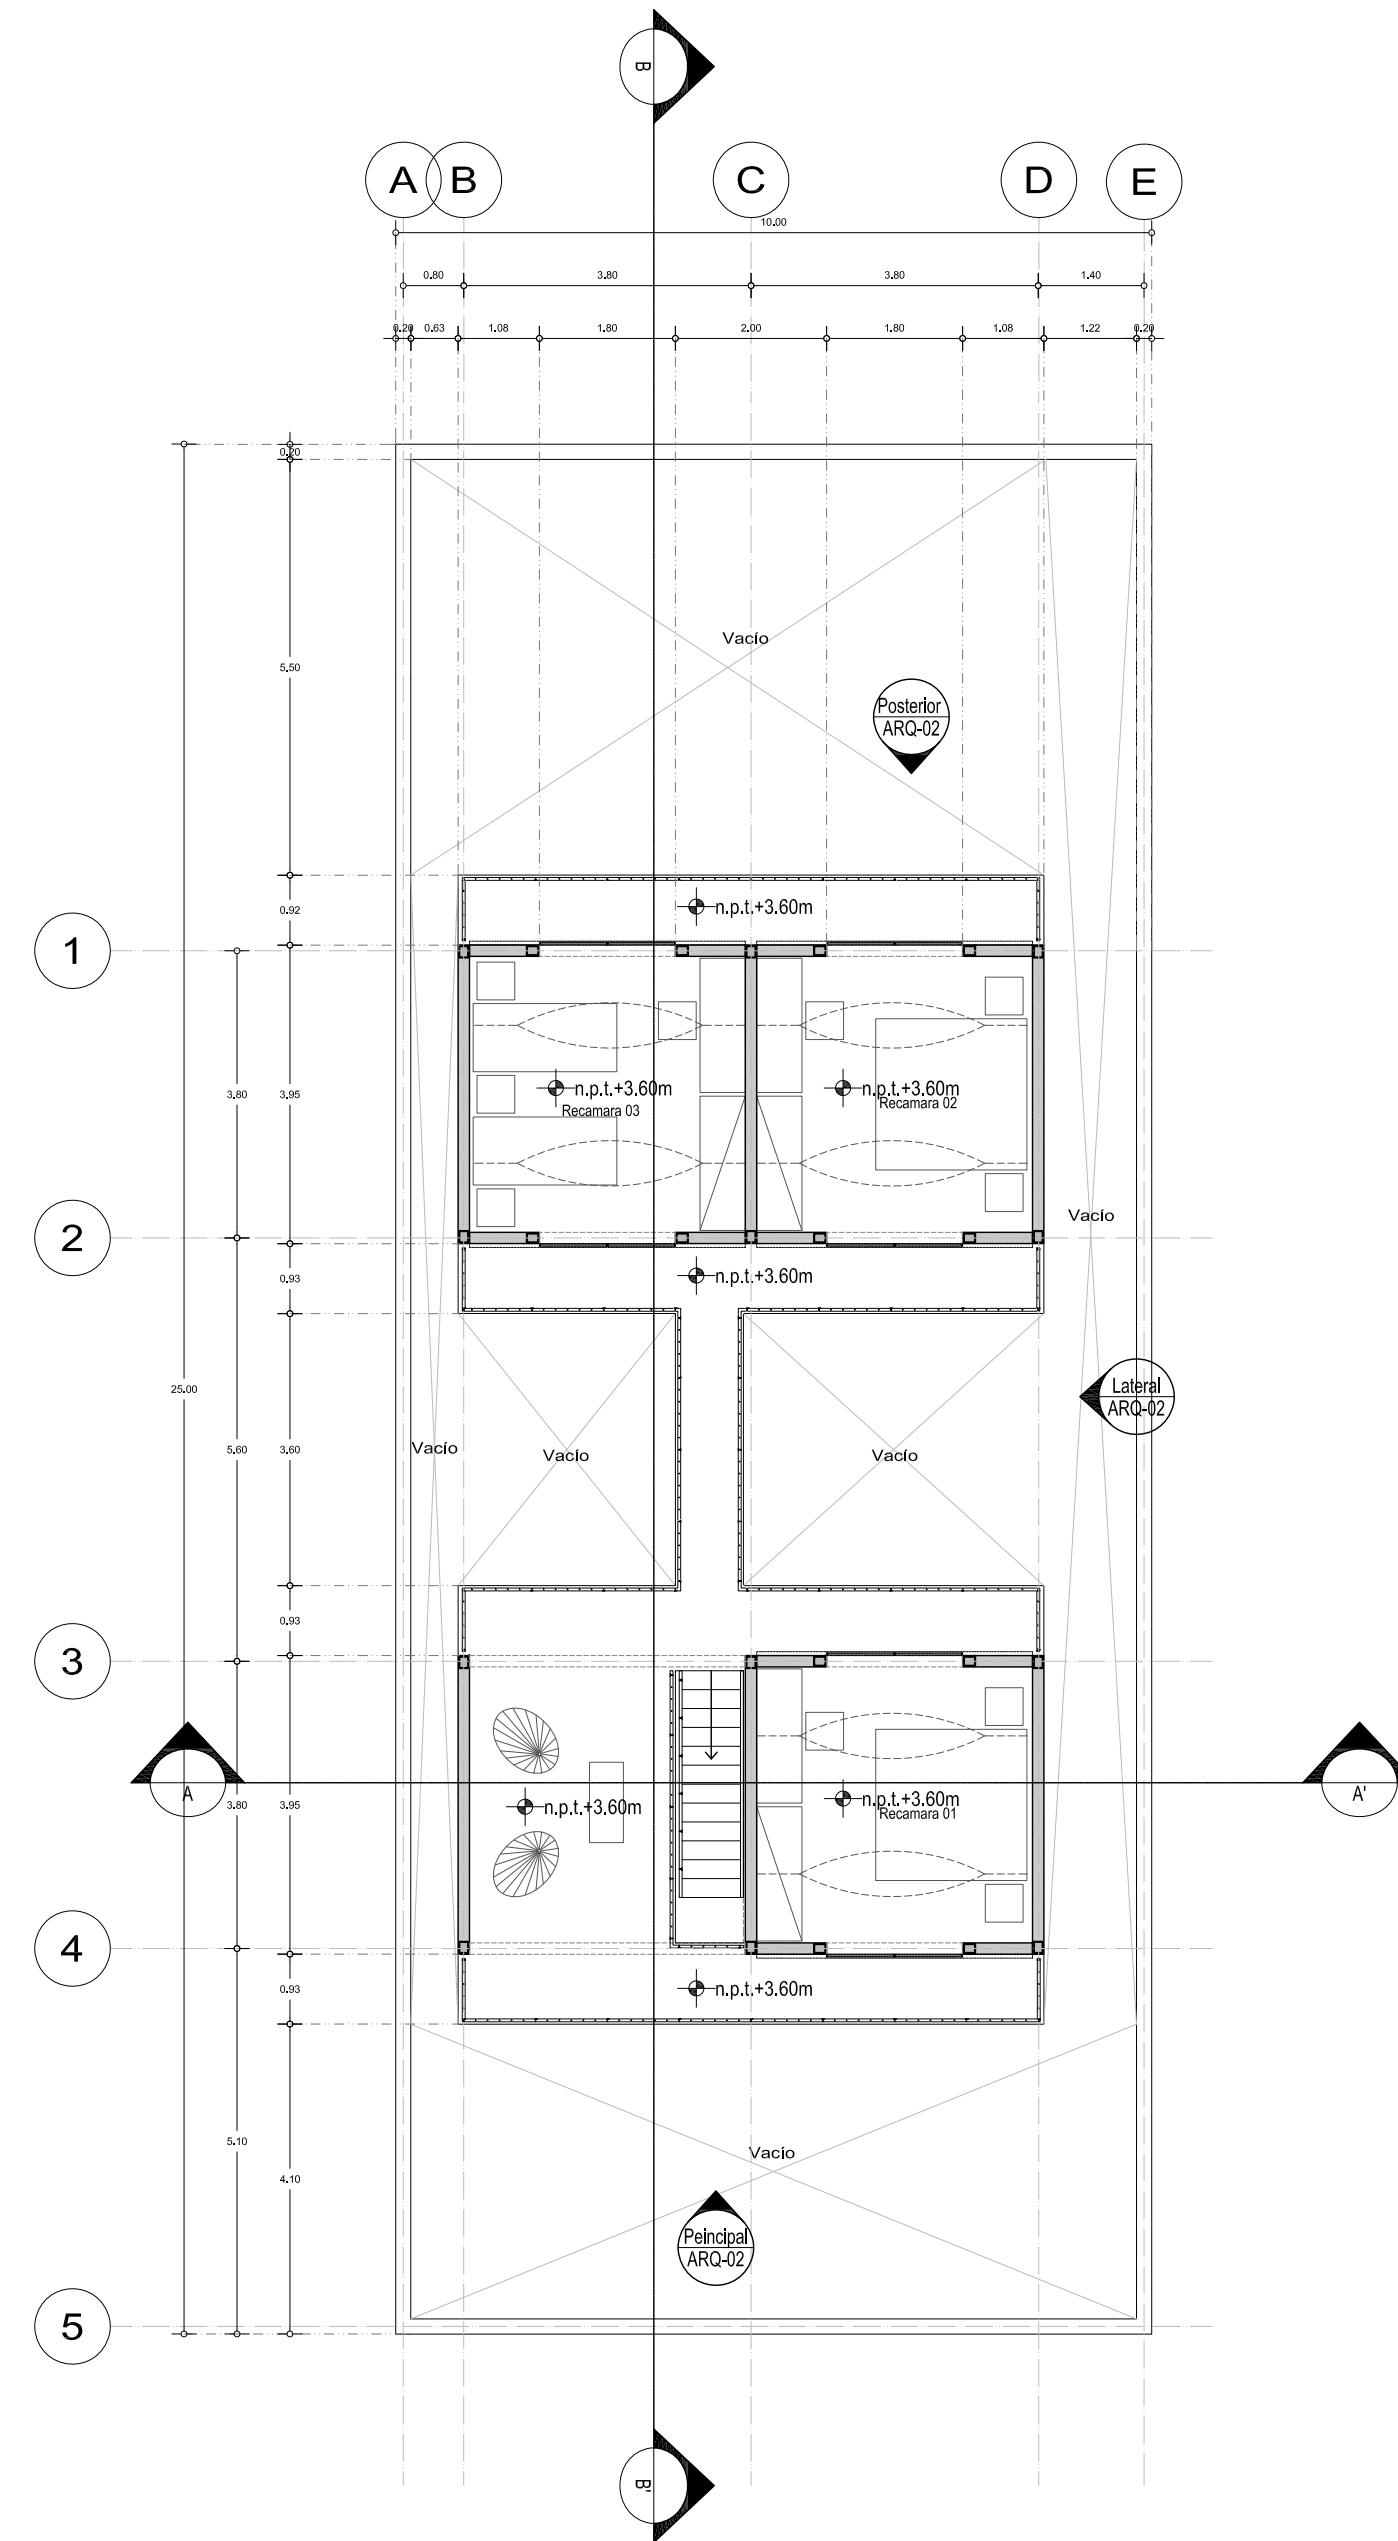 B
A
B
C
D
E
10.00
0.80
3.80
3.80
1.40
0.20
0.63
1.08
1.80
2.00
1.80
1.08
1.22
0.20
0.20
5.50
Vacío
Posterior
ARQ-02
0.92
n.p.t.+3.60m
1
3.80
3.95
n.p.t.+3.60m
Recamara 03
n.p.t.+3.60m
Recamara 02
Vacío
2
0.93
n.p.t.+3.60m
25.00
Lateral
ARQ-02
5.60
3.60
Vacío
Vacío
Vacío
0.93
3
A
3.80
3.95
n.p.t.+3.60m
n.p.t.+3.60m
Recamara 01
A'
4
0.93
n.p.t.+3.60m
5.10
4.10
Vacío
Peincipal
ARQ-02
5
B'